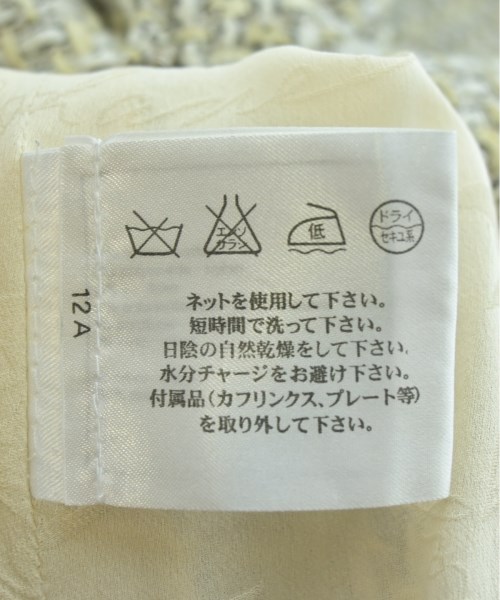 エンソ
サラシ
低
ドライ
セキユ系
ネットを使用して下さい。
短時間で洗って下さい。
日陰の自然乾燥をして下さい。
水分チャージをお避け下さい。
付属品(カフリンクス、プレート等)
を取り外して下さい。
12A